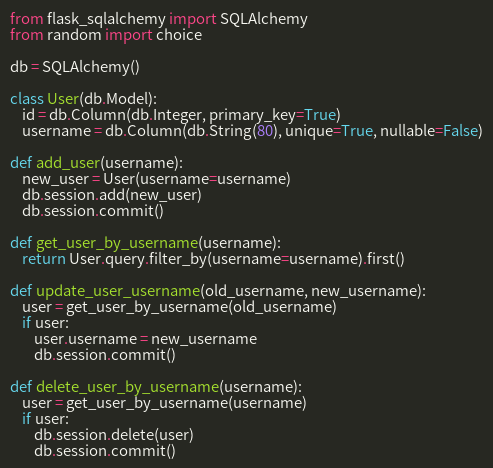 from flask_sqlalchemy import SQLAlchemy
from random import choice

db = SQLAlchemy()

class User(db.Model):
    id = db.Column(db.Integer, primary_key=True)
    username = db.Column(db.String(80), unique=True, nullable=False)

def add_user(username):
    new_user = User(username=username)
    db.session.add(new_user)
    db.session.commit()

def get_user_by_username(username):
    return User.query.filter_by(username=username).first()

def update_user_username(old_username, new_username):
    user = get_user_by_username(old_username)
    if user:
        user.username = new_username
        db.session.commit()

def delete_user_by_username(username):
    user = get_user_by_username(username)
    if user:
        db.session.delete(user)
        db.session.commit()